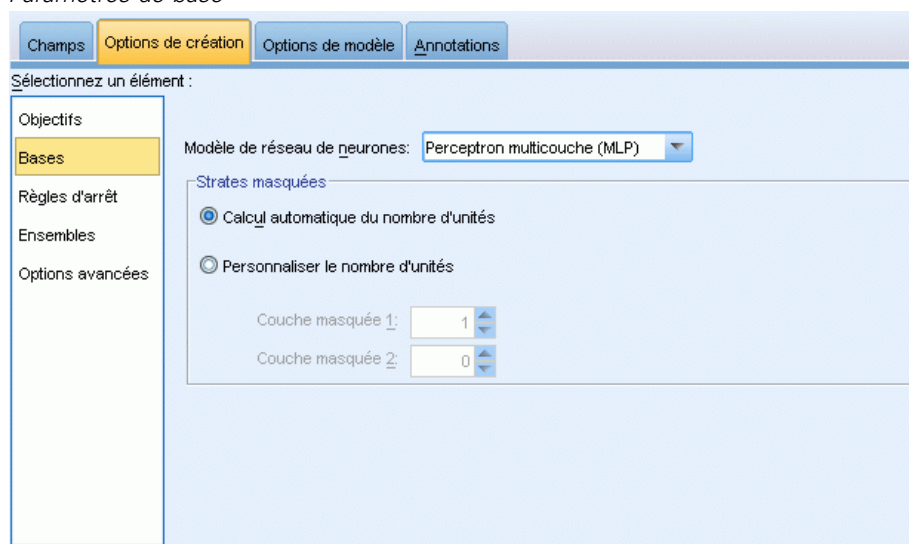 Paramètres de base
Champs Options de création Options de modèle Annotations
Sélectionnez un élément :
Objectifs
Bases
Règles d'arrêt
Ensembles
Options avancées
Modèle de réseau de neurones: Perceptron multicouche (MLP)
Strates masquées
Calcul automatique du nombre d'unités
Personnaliser le nombre d'unités
Couche masquée 1: 1
Couche masquée 2: 0